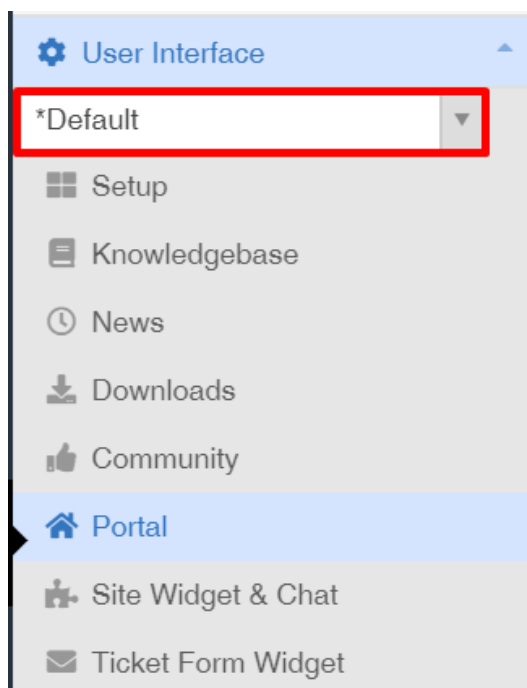 User Interface
*Default
Setup
Knowledgebase
News
Downloads
Community
Portal
Site Widget & Chat
Ticket Form Widget